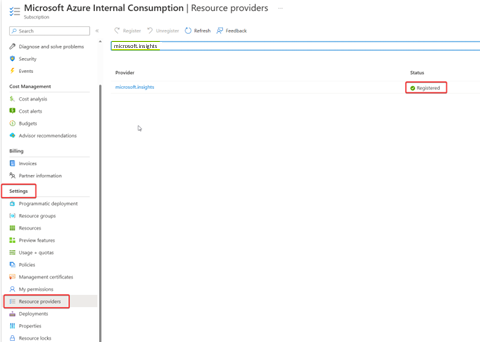 Microsoft Azure Internal Consumption | Resource providers ...
Subscription
Search
Register Unregister Refresh Feedback
Diagnose and solve problems
Security
Events
Cost Management
Cost analysis
Cost alerts
Budgets
Advisor recommendations
Billing
Invoices
Partner information
Settings
Programmatic deployment
Resource groups
Resources
Preview features
Usage + quotas
Policies
Management certificates
My permissions
Resource providers
Deployments
Properties
Resource locks
microsoft.insights
Provider Status
microsoft.insights Registered